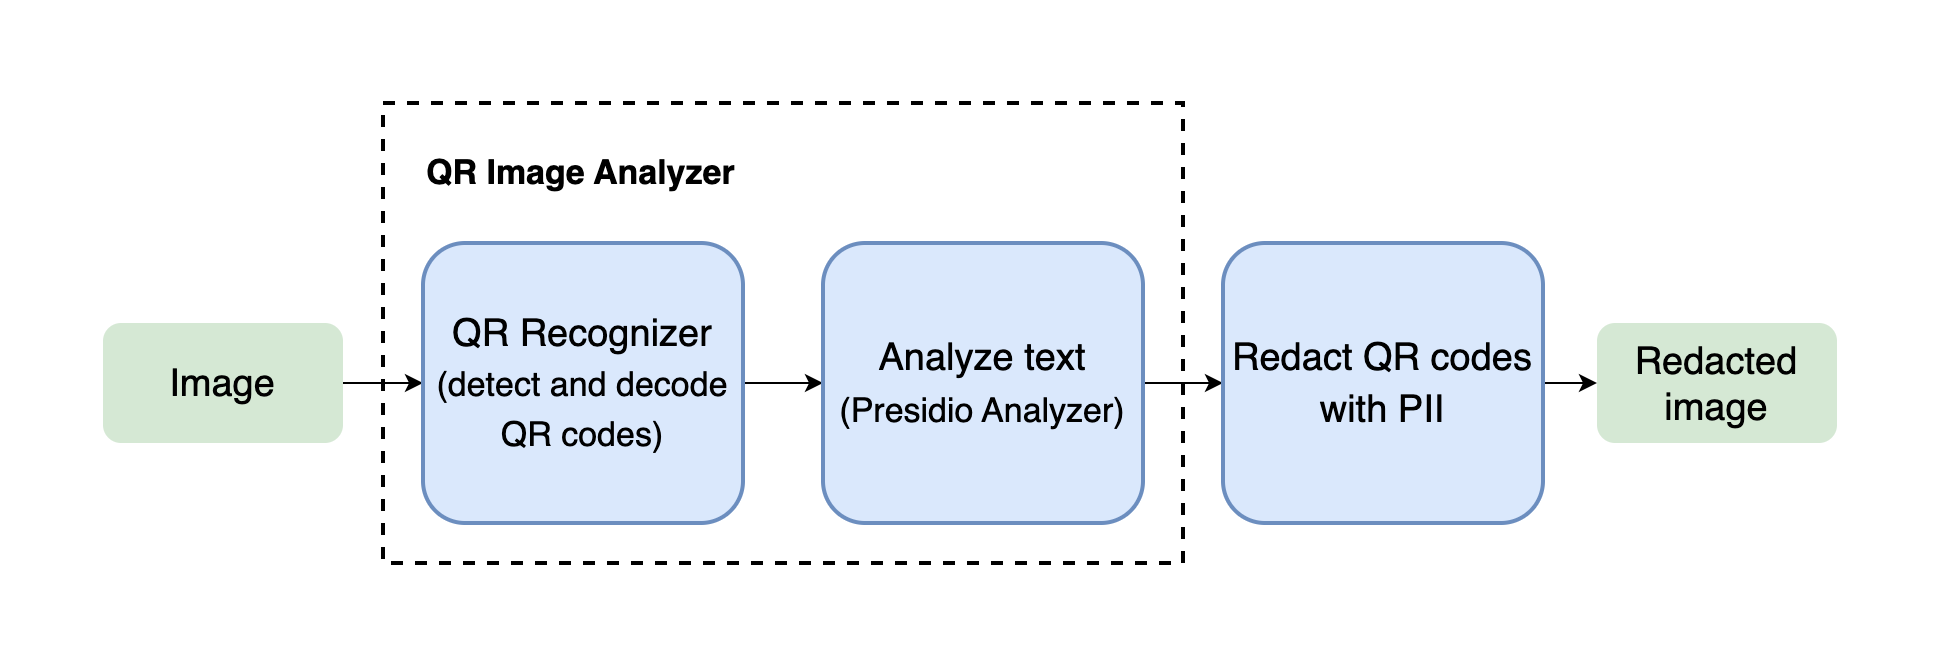 QR Image Analyzer
Image
QR Recognizer
(detect and decode
QR codes)
Analyze text
(Presidio Analyzer)
Redact QR codes
with PII
Redacted
image